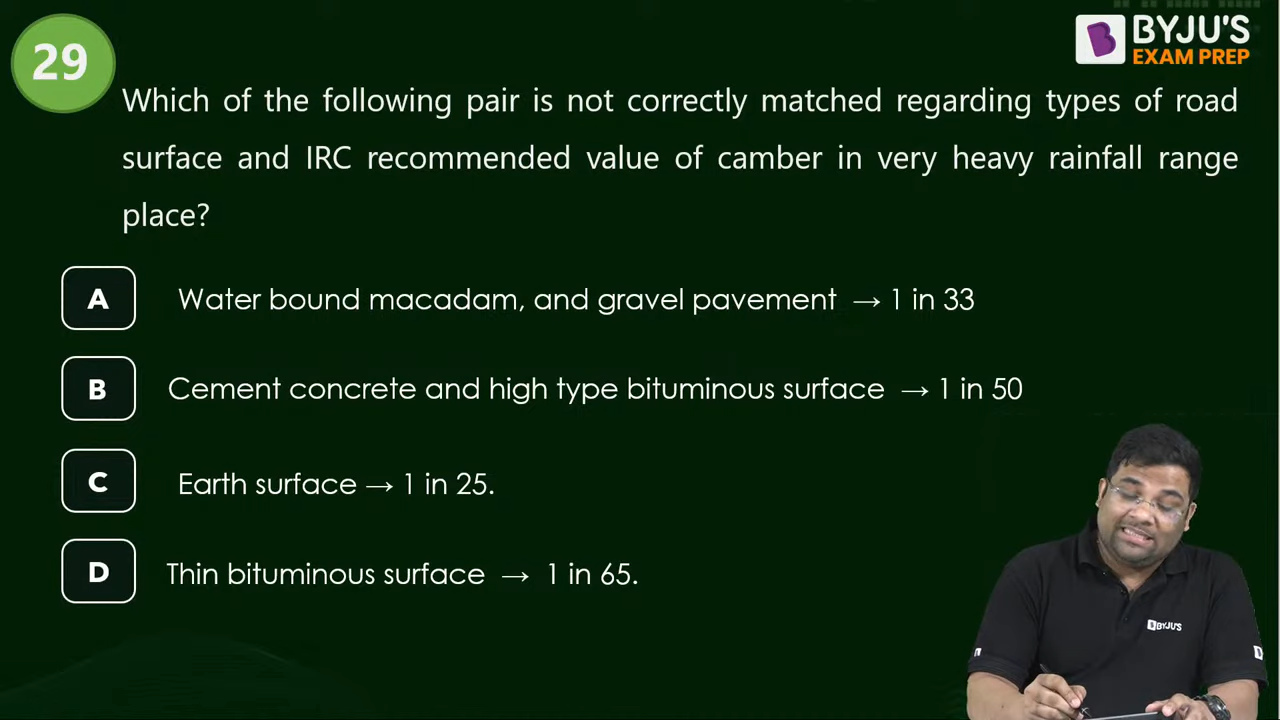 29
BYJU'S
EXAM PREP
Which of the following pair is not correctly matched regarding types of road
surface and IRC recommended value of camber in very heavy rainfall range
place?
A Water bound macadam, and gravel pavement → 1 in 33
B Cement concrete and high type bituminous surface → 1 in 50
C Earth surface → 1 in 25.
D Thin bituminous surface → 1 in 65.
BYJU'S